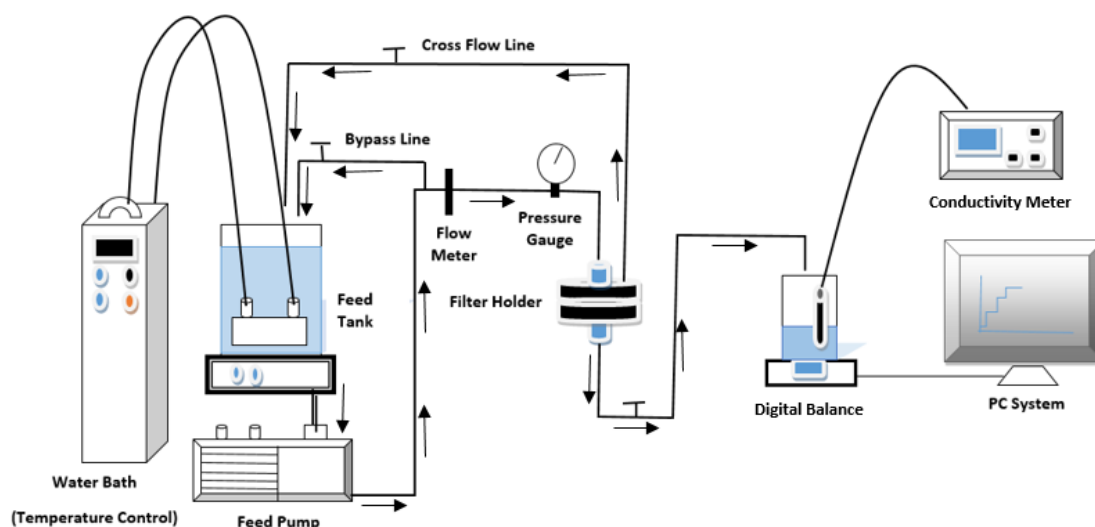 Cross Flow Line
Bypass Line
Flow
Meter
Pressure
Gauge
Conductivity Meter
Feed
Tank
Filter Holder
Digital Balance
PC System
Water Bath
(Temperature Control)
Feed Pump